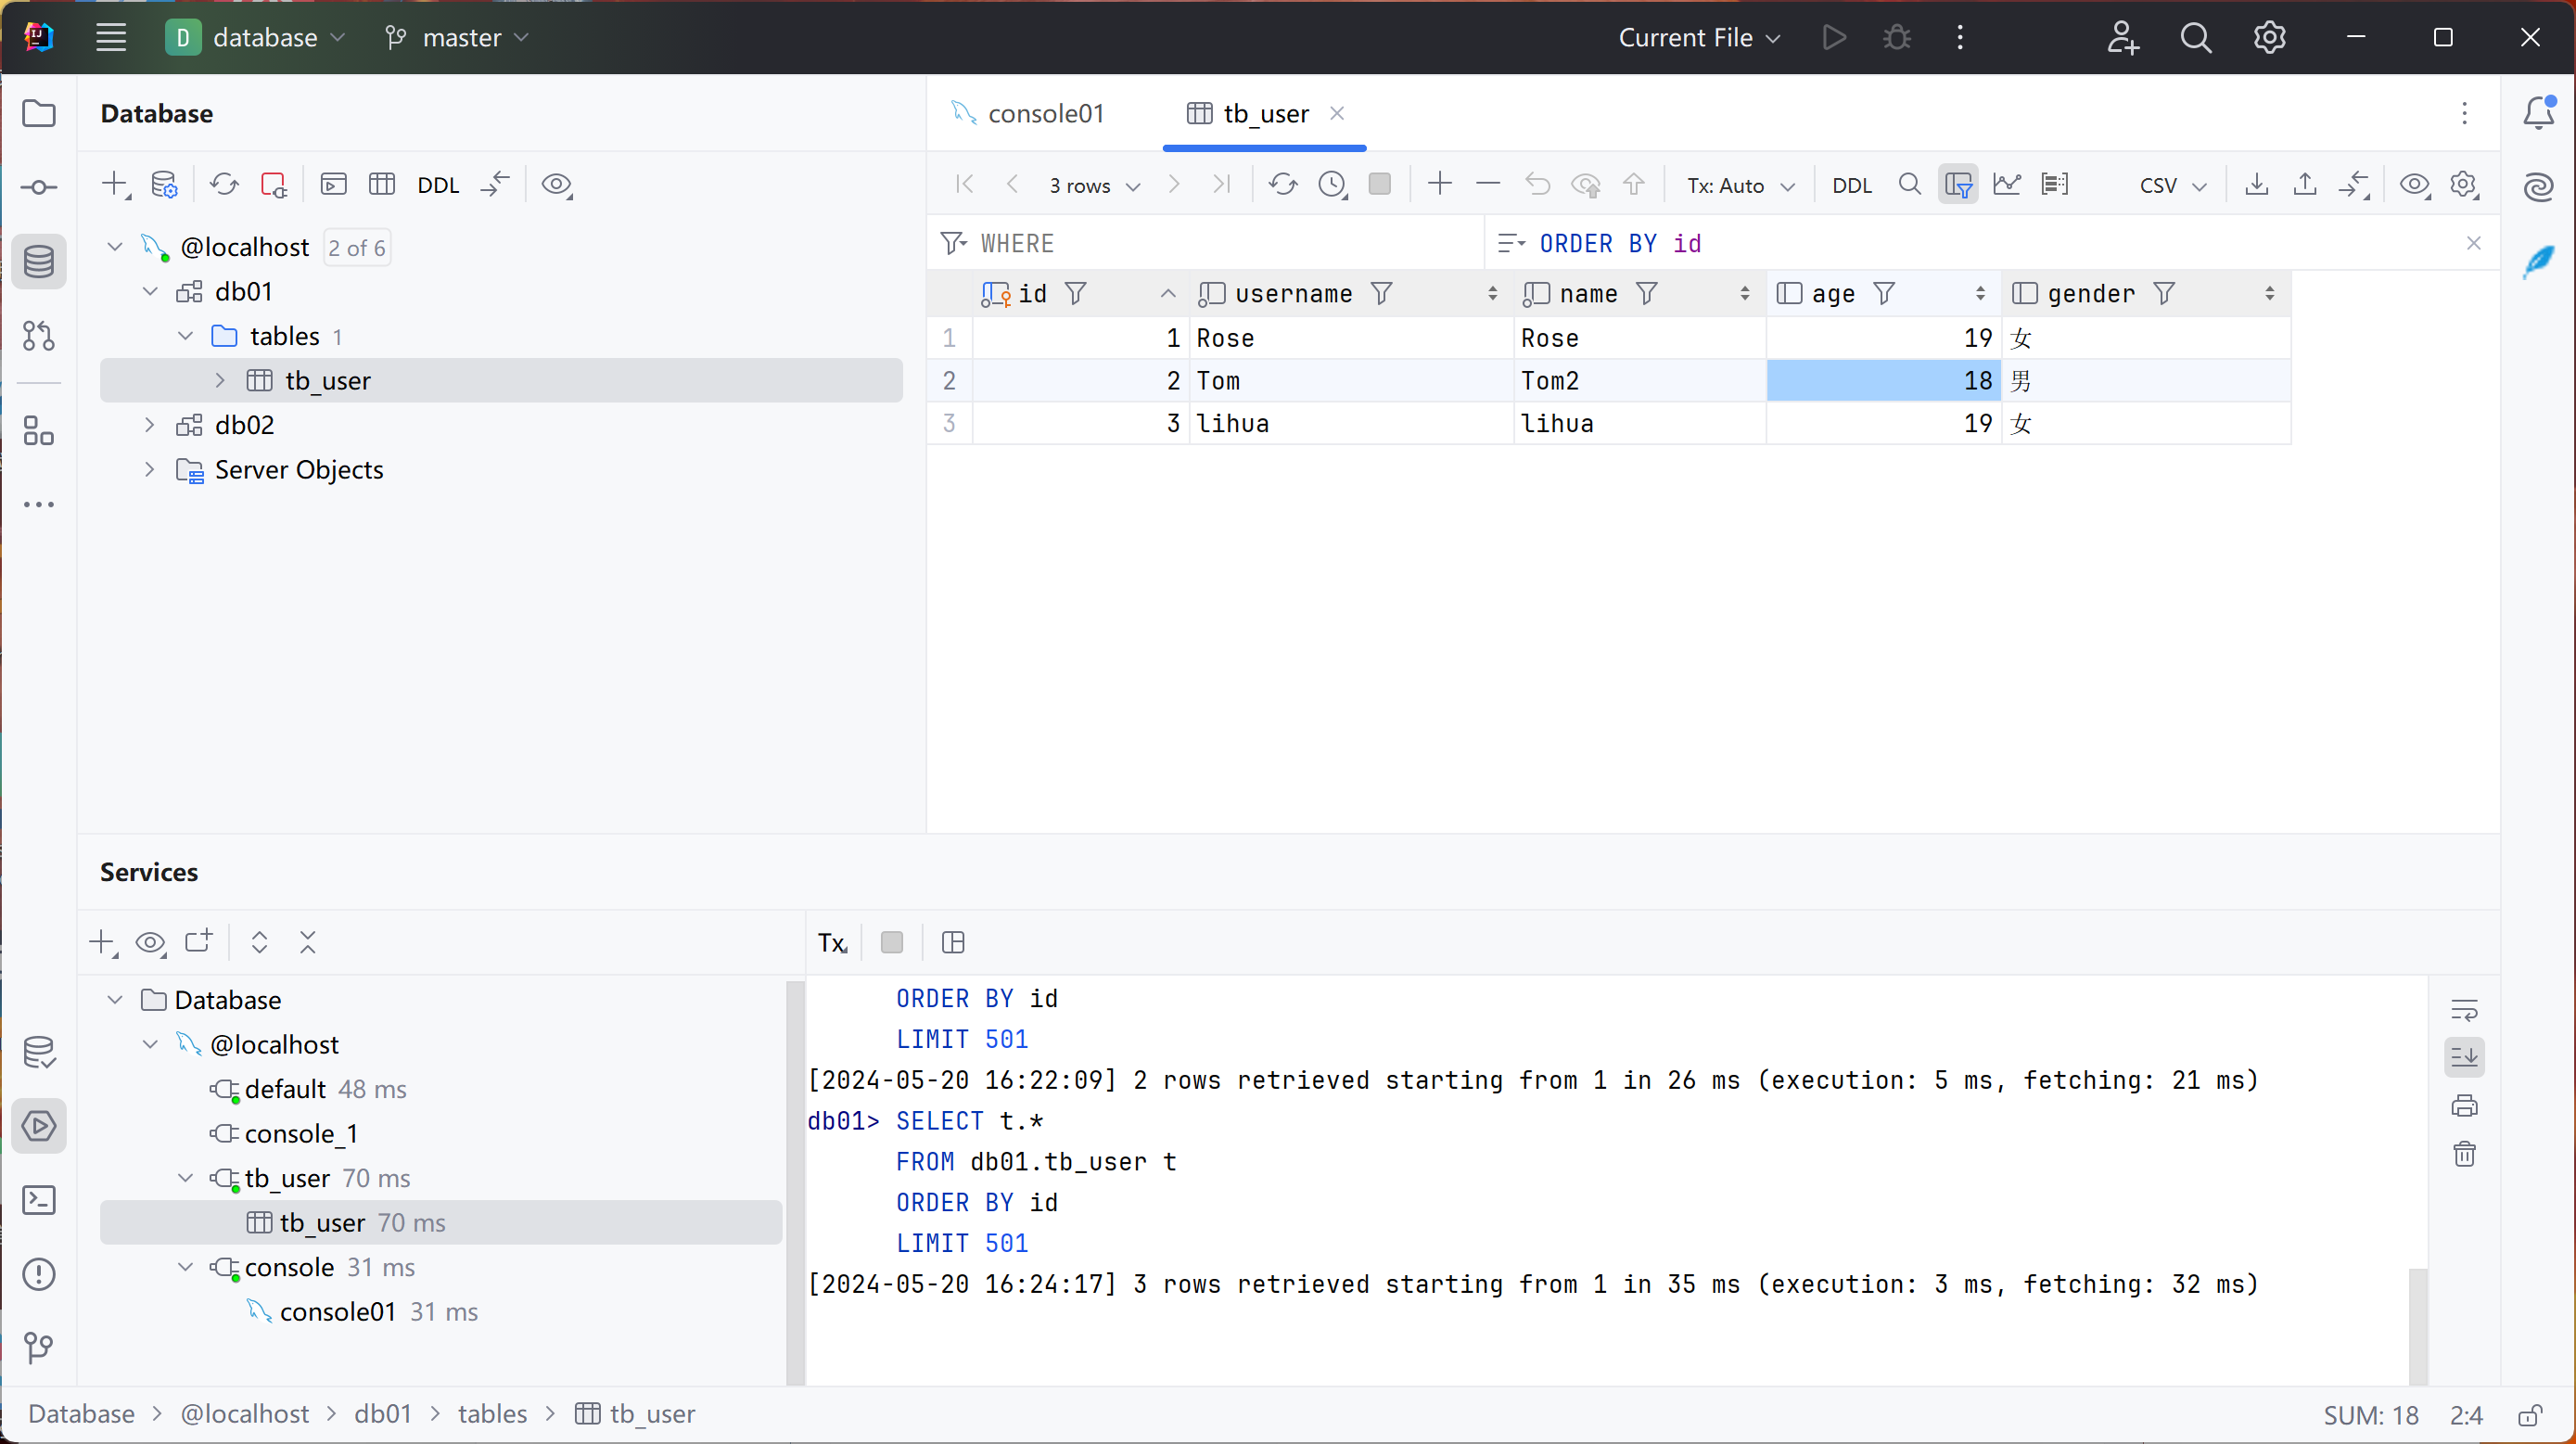 D database master Current File
Database
console01 tb_user
DDL
3 rows Tx: Auto DDL CSV
WHERE ORDER BY id
@localhost 2 of 6
db01
tables 1
tb_user
db02
Server Objects
id username name age gender
1 1 Rose Rose 19 女
2 2 Tom Tom2 18 男
3 3 lihua lihua 19 女
Services
Tx
Database
@localhost
default 48 ms
console_1
tb_user 70 ms
tb_user 70 ms
console 31 ms
console01 31 ms
ORDER BY id
LIMIT 501
[2024-05-20 16:22:09] 2 rows retrieved starting from 1 in 26 ms (execution: 5 ms, fetching: 21 ms)
db01> SELECT t.*
FROM db01.tb_user t
ORDER BY id
LIMIT 501
[2024-05-20 16:24:17] 3 rows retrieved starting from 1 in 35 ms (execution: 3 ms, fetching: 32 ms)
Database > @localhost > db01 > tables > tb_user SUM: 18 2:4